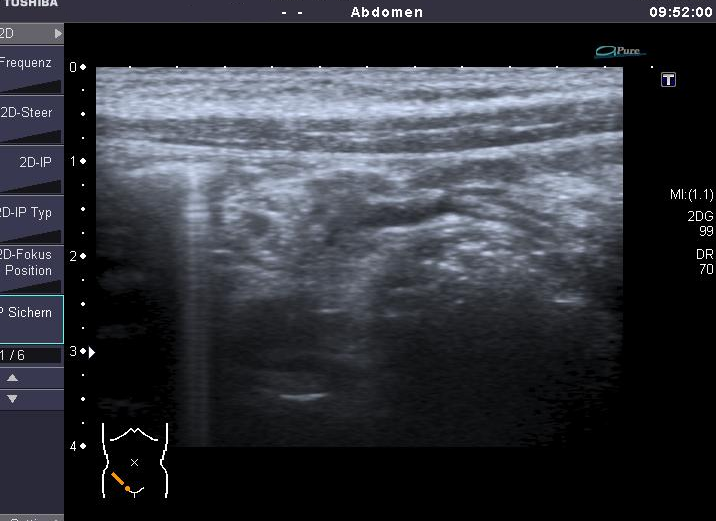 TOSHIBA
- - Abdomen 09:52:00
2D
aPure
Frequenz
0
T
2D-Steer
2D-IP
1
MI:(1.1)
2D-IP Typ
2DG
99
2
2D-Fokus
Position
DR
70
P Sichern
1 / 6
3
4